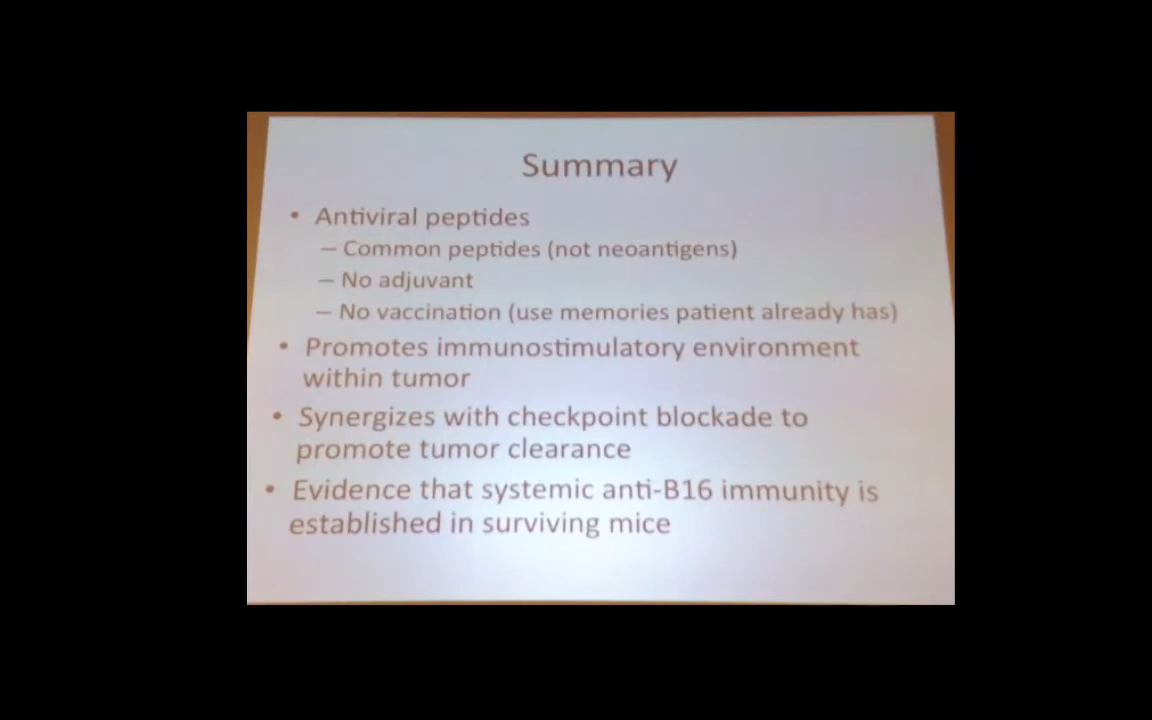 Summary
• Antiviral peptides
– Common peptides (not neoantigens)
– No adjuvant
– No vaccination (use memories patient already has)
• Promotes immunostimulatory environment
within tumor
• Synergizes with checkpoint blockade to
promote tumor clearance
• Evidence that systemic anti-B16 immunity is
established in surviving mice